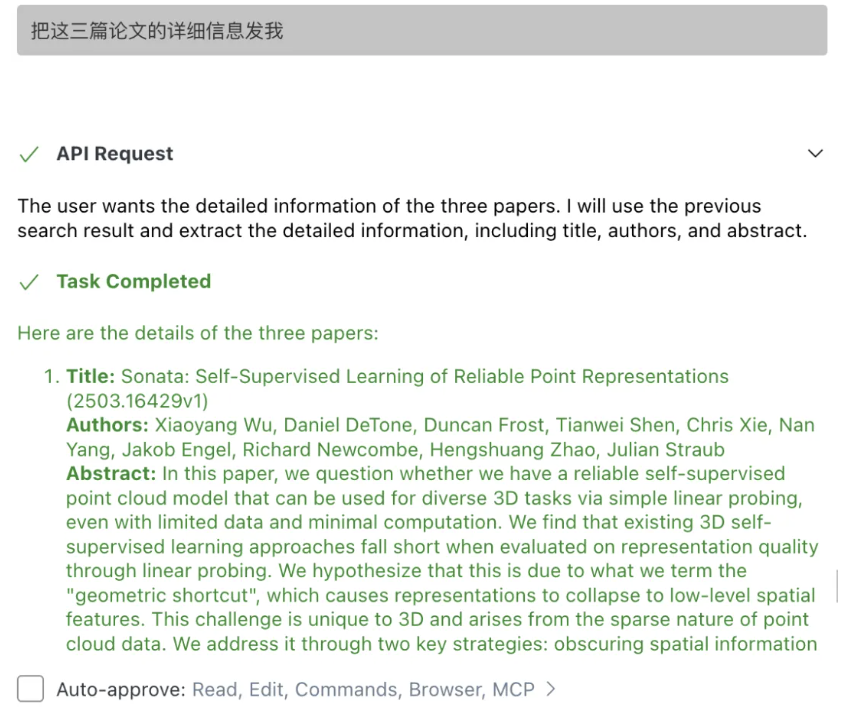 把这三篇论文的详细信息发我
API Request
The user wants the detailed information of the three papers. I will use the previous
search result and extract the detailed information, including title, authors, and abstract.
Task Completed
Here are the details of the three papers:
1. Title: Sonata: Self-Supervised Learning of Reliable Point Representations
(2503.16429v1)
Authors: Xiaoyang Wu, Daniel DeTone, Duncan Frost, Tianwei Shen, Chris Xie, Nan
Yang, Jakob Engel, Richard Newcombe, Hengshuang Zhao, Julian Straub
Abstract: In this paper, we question whether we have a reliable self-supervised
point cloud model that can be used for diverse 3D tasks via simple linear probing,
even with limited data and minimal computation. We find that existing 3D self-
supervised learning approaches fall short when evaluated on representation quality
through linear probing. We hypothesize that this is due to what we term the
"geometric shortcut", which causes representations to collapse to low-level spatial
features. This challenge is unique to 3D and arises from the sparse nature of point
cloud data. We address it through two key strategies: obscuring spatial information
Auto-approve: Read, Edit, Commands, Browser, MCP >